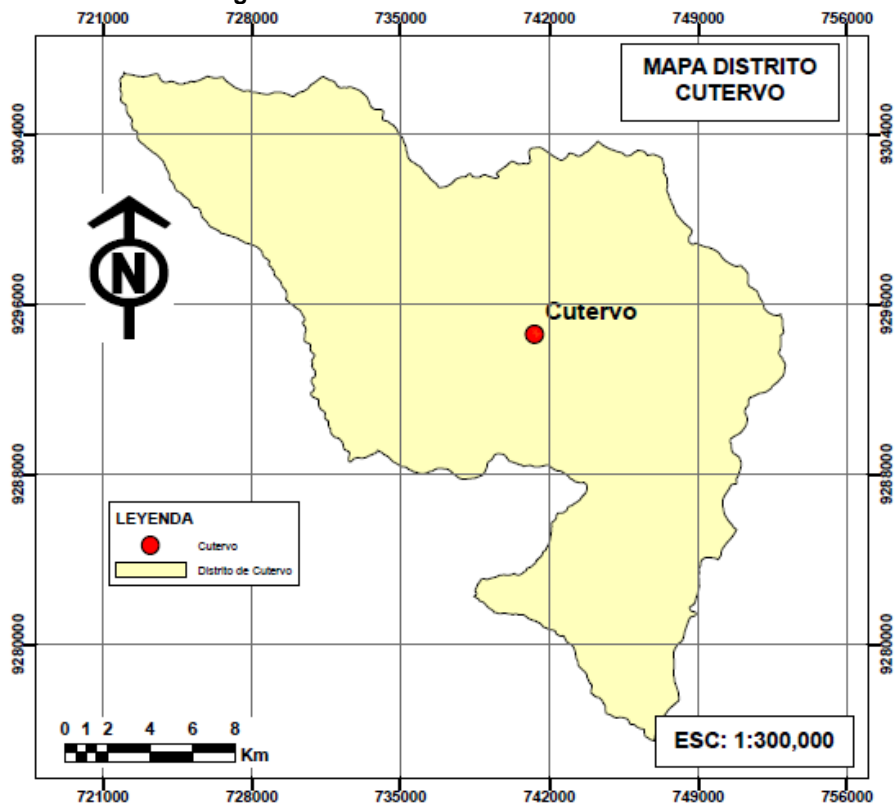 721000 728000 735000 742000 749000 756000
MAPA DISTRITO
CUTERVO
9304000 9304000
N
9296000 9296000
Cutervo
9288000 9288000
LEYENDA
Cutervo
Distrito de Cutervo
9280000 9280000
0 1 2 4 6 8
Km
ESC: 1:300,000
721000 728000 735000 742000 749000 756000